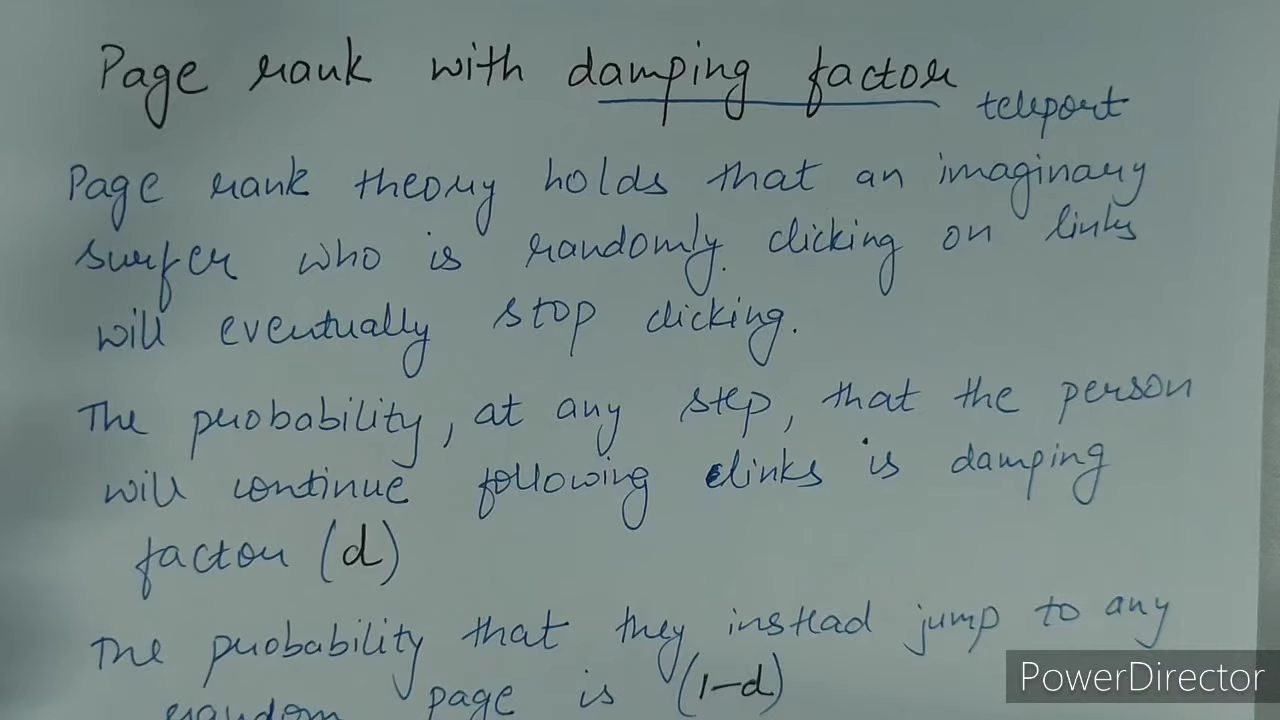 Page rank with damping factor
teleport
Page rank theory holds that an imaginary
surfer who is randomly clicking on links
will eventually stop clicking.
The probability, at any step, that the person
will continue following links is damping
factor (d)
The probability that they instead jump to any
random page is (1-d)
PowerDirector